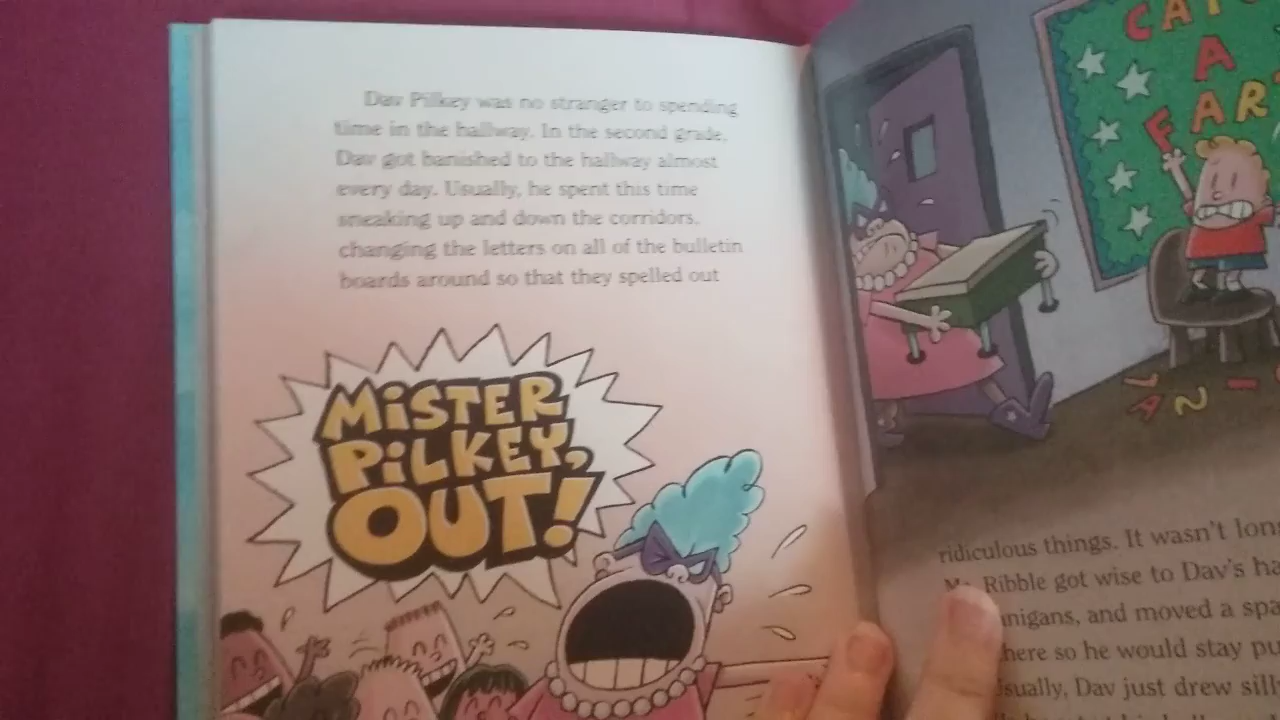 Dav Pilkey was no stranger to spending
time in the hallway. In the second grade,
Dav got banished to the hallway almost
every day. Usually, he spent this time
sneaking up and down the corridors,
changing the letters on all of the bulletin
boards around so that they spelled out
MiSTER
PiLKEY,
OUT!
A
FAR
ridiculous things. It wasn't
Ribble got wise to Dav's
and moved a
so he would stay
Dav just drew